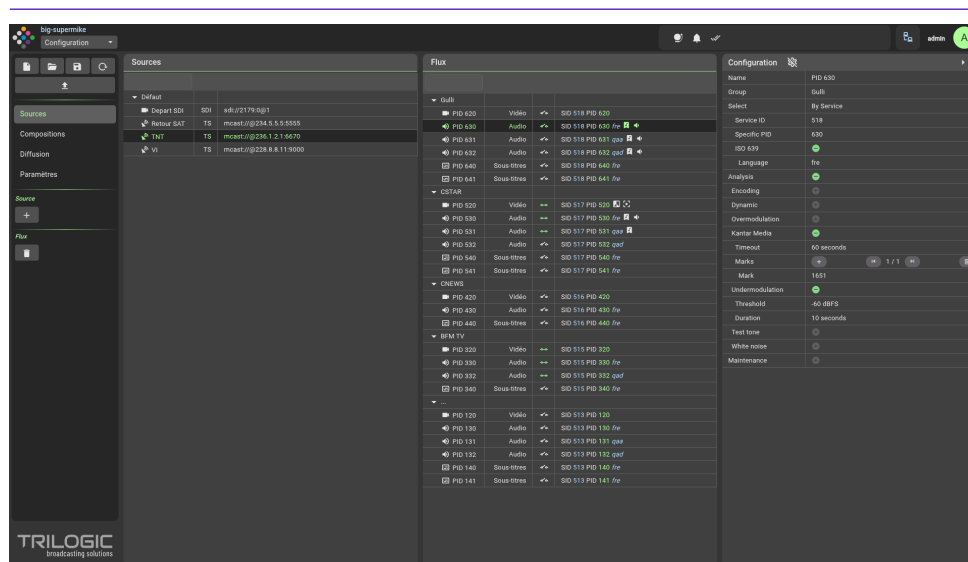 big-supermike
Configuration
admin
A
Sources
Compositions
Diffusion
Paramètres
Source
Flux
TRILOGIC
broadcasting solutions
Sources
Défaut
Depart SDI SDI sdi://2179:0@1
Retour SAT TS mcast://@234.5.5.5:5555
TNT TS mcast://@236.1.2.1:6670
VI TS mcast://@228.8.8.11:9000
Flux
Gulli
PID 620 Vidéo SID 518 PID 620
PID 630 Audio SID 518 PID 630 fre
PID 631 Audio SID 518 PID 631 qaa
PID 632 Audio SID 518 PID 632 qad
PID 640 Sous-titres SID 518 PID 640 fre
PID 641 Sous-titres SID 518 PID 641 fre
CSTAR
PID 520 Vidéo SID 517 PID 520
PID 530 Audio SID 517 PID 530 fre
PID 531 Audio SID 517 PID 531 qaa
PID 532 Audio SID 517 PID 532 qad
PID 540 Sous-titres SID 517 PID 540 fre
PID 541 Sous-titres SID 517 PID 541 fre
CNEWS
PID 420 Vidéo SID 516 PID 420
PID 430 Audio SID 516 PID 430 fre
PID 440 Sous-titres SID 516 PID 440 fre
BFM TV
PID 320 Vidéo SID 515 PID 320
PID 330 Audio SID 515 PID 330 fre
PID 332 Audio SID 515 PID 332 qad
PID 340 Sous-titres SID 515 PID 340 fre
...
PID 120 Vidéo SID 513 PID 120
PID 130 Audio SID 513 PID 130 fre
PID 131 Audio SID 513 PID 131 qaa
PID 132 Audio SID 513 PID 132 qad
PID 140 Sous-titres SID 513 PID 140 fre
PID 141 Sous-titres SID 513 PID 141 fre
Configuration
Name PID 630
Group Gulli
Select By Service
Service ID 518
Specific PID 630
ISO 639
Language fre
Analysis
Encoding
Dynamic
Overmodulation
Kantar Media
Timeout 60 seconds
Marks 1 / 1
Mark 1651
Undermodulation
Threshold -60 dBFS
Duration 10 seconds
Test tone
White noise
Maintenance